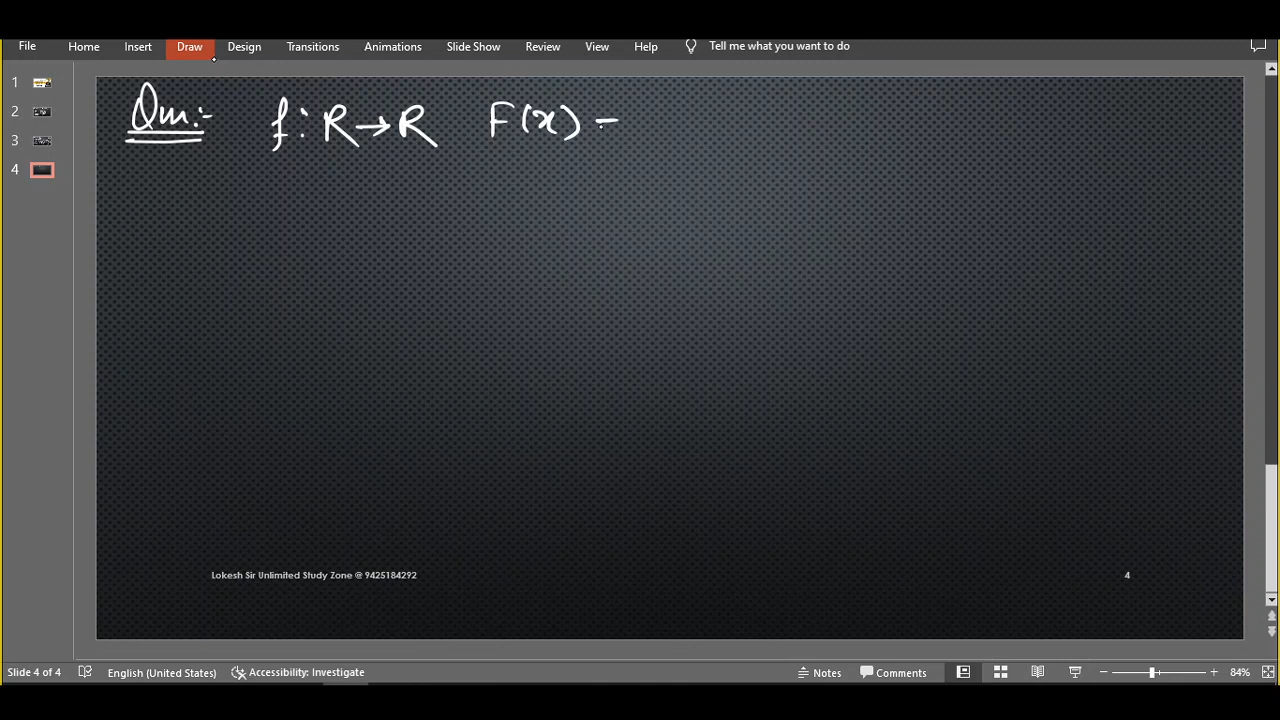 File Home Insert Draw Design Transitions Animations Slide Show Review View Help Tell me what you want to do
1
2
3
4
Qn:- f: R→R F(x) =
Lokesh Sir Unlimited Study Zone @ 9425184292 4
Slide 4 of 4 English (United States) Accessibility: Investigate Notes Comments 84%